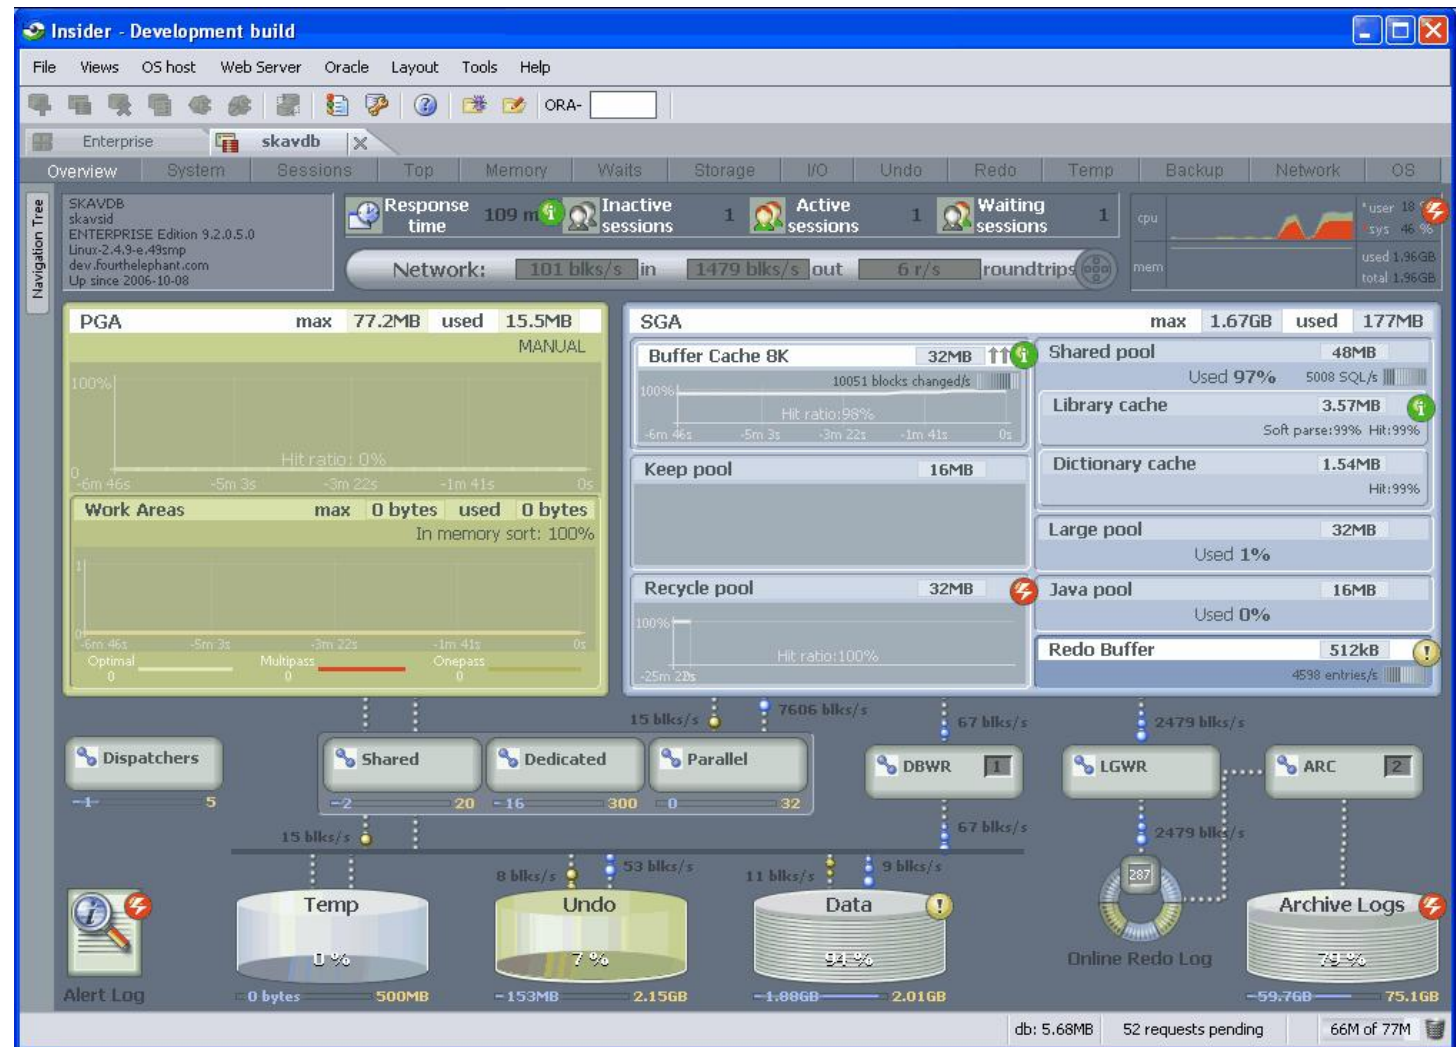 Insider - Development build
File Views OS host Web Server Oracle Layout Tools Help
ORA-
Enterprise skavdb
Overview System Sessions Top Memory Waits Storage I/O Undo Redo Temp Backup Network OS
Navigation Tree
SKAVDB
skavsid
ENTERPRISE Edition 9.2.0.5.0
Linux-2.4.9-e.49smp
dev.fourthelephant.com
Up since 2006-10-08
Response time 109 m
Inactive sessions 1
Active sessions 1
Waiting sessions 1
Network: 101 blks/s in 1479 blks/s out 6 r/s roundtrips
cpu
*user 18
*sys 46 %
mem
used 1.96GB
total 1.96GB
PGA max 77.2MB used 15.5MB
MANUAL
100%
Hit ratio: 0%
0
-6m 46s -5m 3s -3m 22s -1m 41s 0s
Work Areas max 0 bytes used 0 bytes
In memory sort: 100%
1
0
-6m 46s -5m 3s -3m 22s -1m 41s 0s
Optimal Multipass Onepass
0 0 0
SGA max 1.67GB used 177MB
Buffer Cache 8K 32MB
10051 blocks changed/s
100%
Hit ratio:98%
-6m 46s -5m 3s -3m 22s -1m 41s 0s
Keep pool 16MB
Recycle pool 32MB
100%
Hit ratio:100%
-25m
Shared pool 48MB
Used 97% 5008 SQL/s
Library cache 3.57MB
Soft parse:99% Hit:99%
Dictionary cache 1.54MB
Hit:99%
Large pool 32MB
Used 1%
Java pool 16MB
Used 0%
Redo Buffer 512kB
4598 entries/s
15 blks/s 7606 blks/s 67 blks/s 2479 blks/s
Dispatchers Shared Dedicated Parallel DBWR 1 LGWR ARC 2
1 5 2 20 16 300 0 32
15 blks/s 67 blks/s 2479 blks/s
8 blks/s 53 blks/s 11 blks/s 9 blks/s
287
Temp Undo Data Archive Logs
0 % 7 % 94 % 79 %
Online Redo Log
Alert Log
0 bytes 500MB 153MB 2.15GB 1.88GB 2.01GB 59.7GB 75.1GB
db: 5.68MB 52 requests pending 66M of 77M